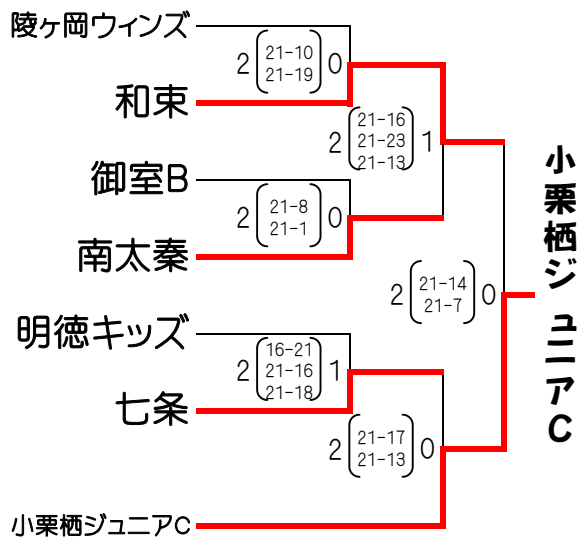 陵ヶ岡ウィンズ
2 21-10 0
21-19
和束
2 21-16 1
21-23
21-13
御室B
2 21-8 0
21-1
南太秦
2 21-14 0
21-7
明徳キッズ
2 16-21 1
21-16
21-18
七条
2 21-17 0
21-13
小栗栖ジュニアC
小栗栖ジュニアC